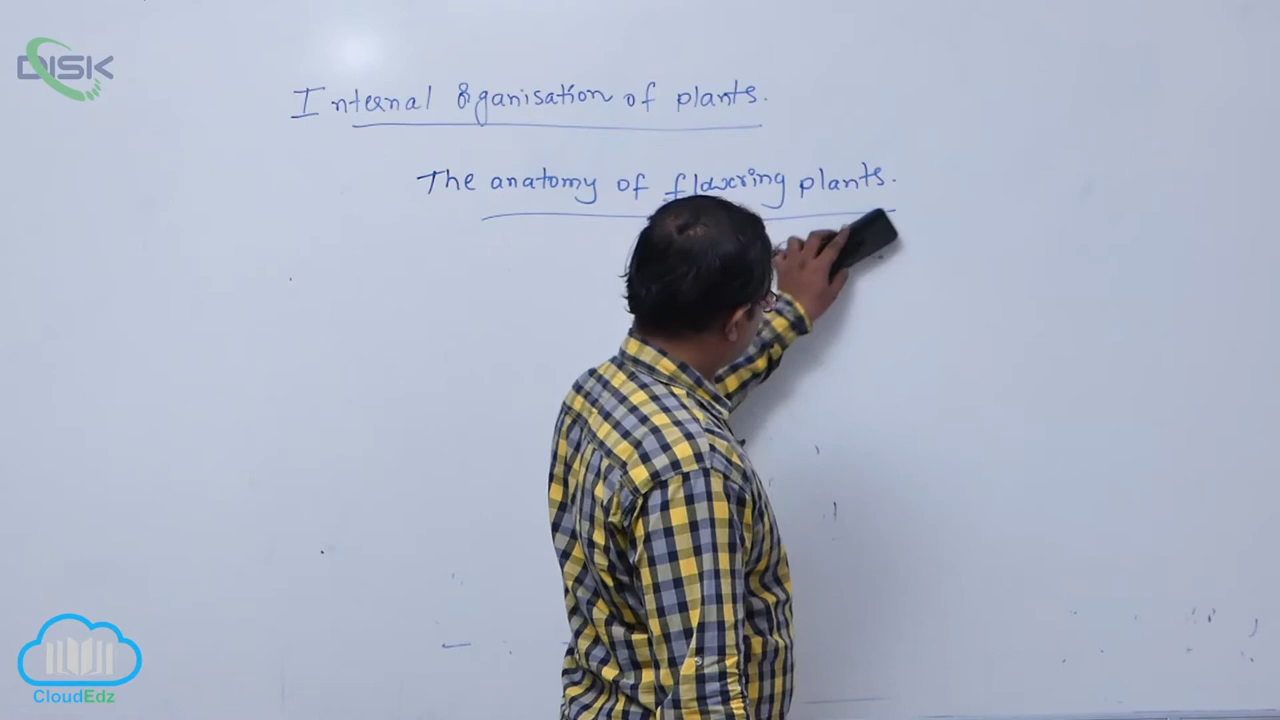 DISK
Internal organisation of plants.
The anatomy of flowering plants.
CloudEdz